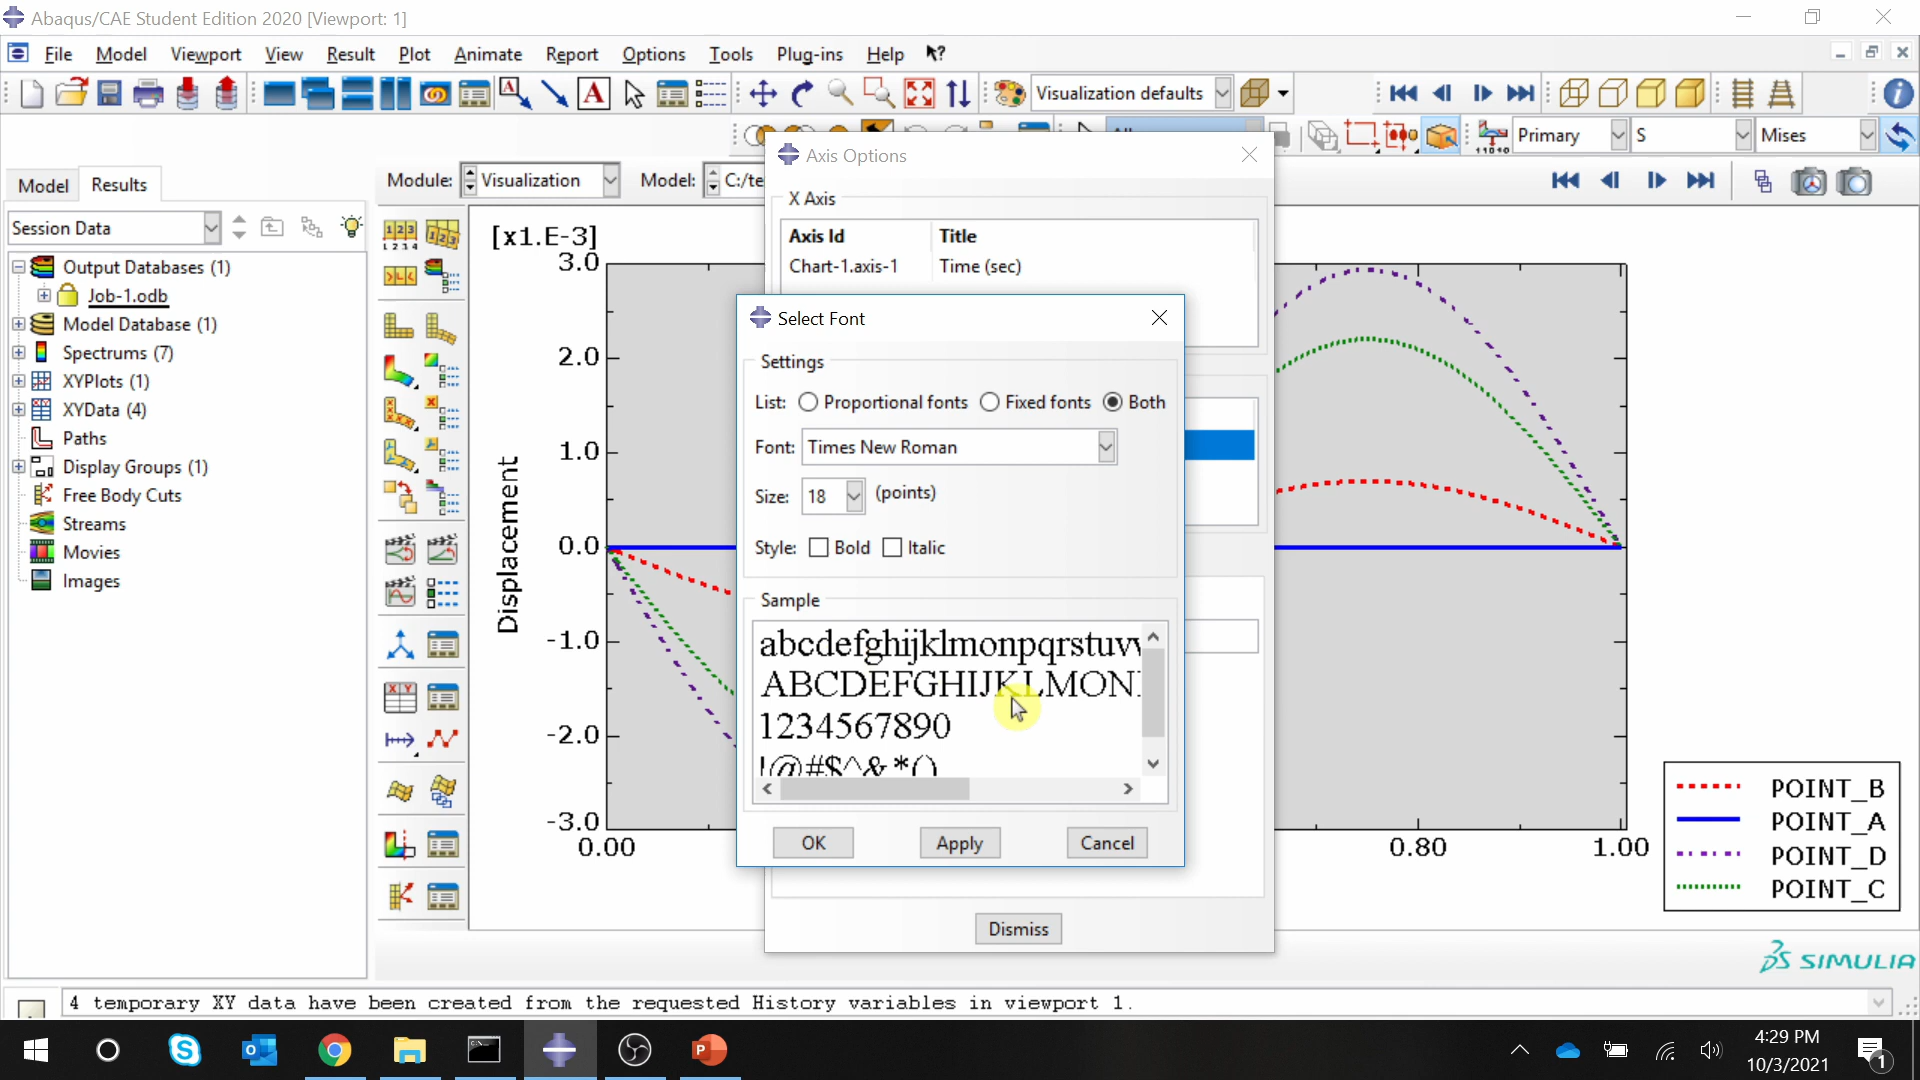 Abaqus/CAE Student Edition 2020 [Viewport: 1]
File Model Viewport View Result Plot Animate Report Options Tools Plug-ins Help
Visualization defaults
Primary S Mises
Axis Options
Model Results
Module: Visualization Model: C:/te
Session Data
X Axis
Axis Id Title
Chart-1.axis-1 Time (sec)
Output Databases (1)
Job-1.odb
Model Database (1)
Spectrums (7)
XYPlots (1)
XYData (4)
Paths
Display Groups (1)
Free Body Cuts
Streams
Movies
Images
[x1.E-3]
3.0
2.0
1.0
0.0
-1.0
-2.0
-3.0
Displacement
0.00 0.80 1.00
Select Font
Settings
List: Proportional fonts Fixed fonts Both
Font: Times New Roman
Size: 18 (points)
Style: Bold Italic
Sample
abcdefghijklmonpqrstuvv
ABCDEFGHIJKLMON
1234567890
!@#$^&*()
OK Apply Cancel
Dismiss
POINT_B
POINT_A
POINT_D
POINT_C
SIMULIA
4 temporary XY data have been created from the requested History variables in viewport 1.
4:29 PM
10/3/2021
1